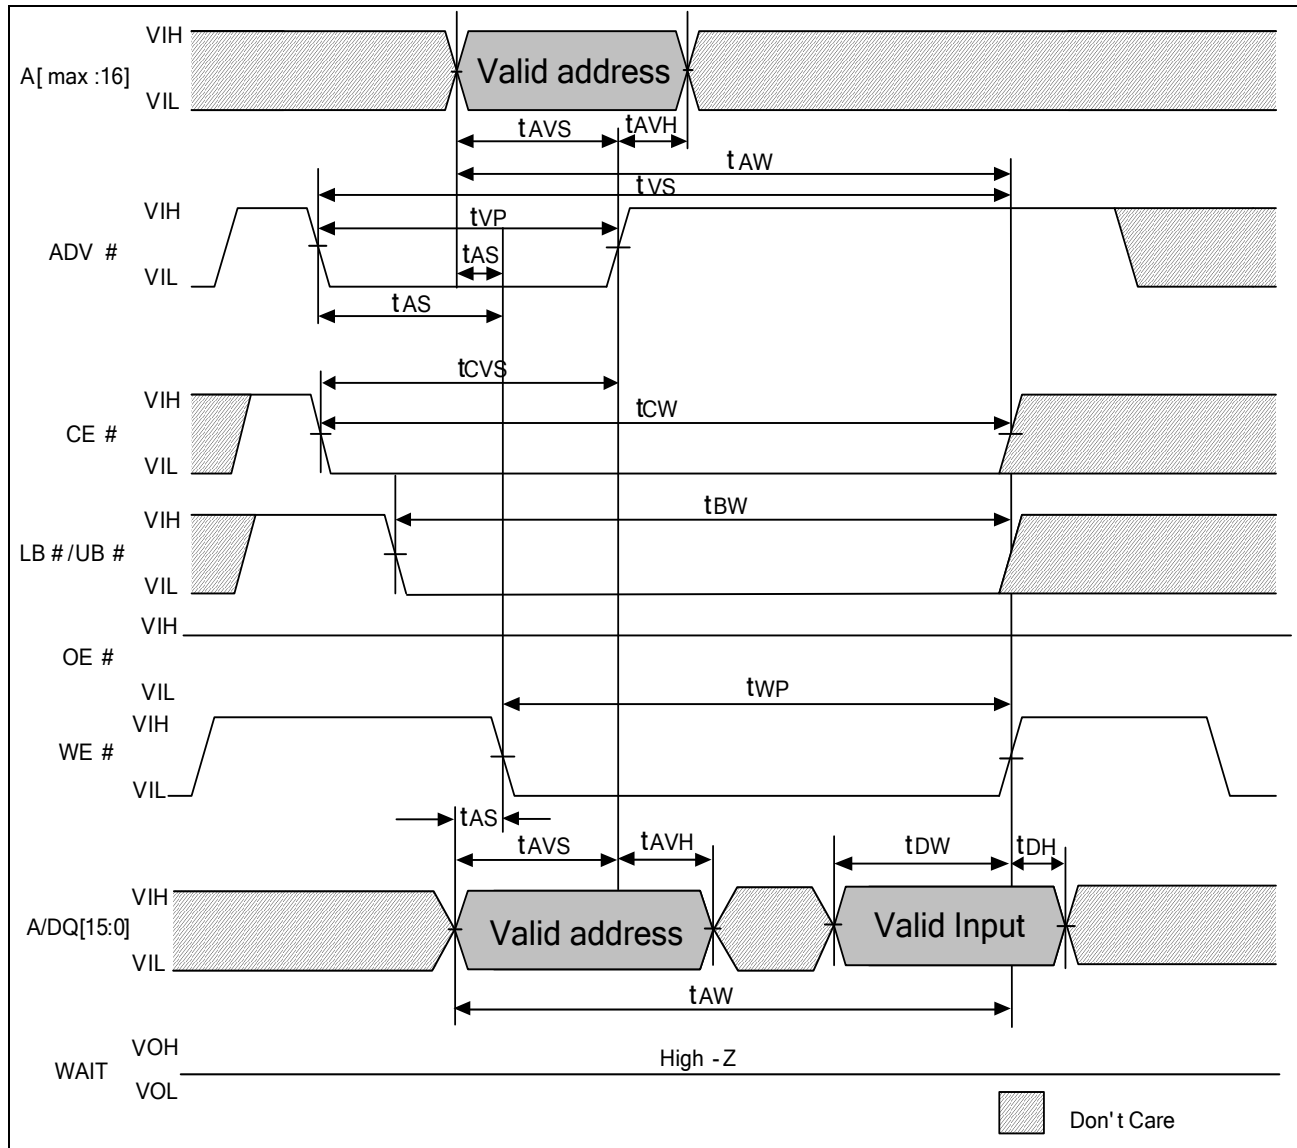 VIH
A[ max :16]
VIL
Valid address
tAVS
tAVH
tAW
tVS
VIH
ADV #
VIL
tVP
tAS
tAS
tCVS
VIH
CE #
VIL
tCW
VIH
LB # /UB #
VIL
tBW
VIH
OE #
VIL
tWP
VIH
WE #
VIL
tAS
tAVS
tAVH
tDW
tDH
VIH
A/DQ[15:0]
VIL
Valid address
Valid Input
tAW
VOH
WAIT
VOL
High -Z
Don't Care